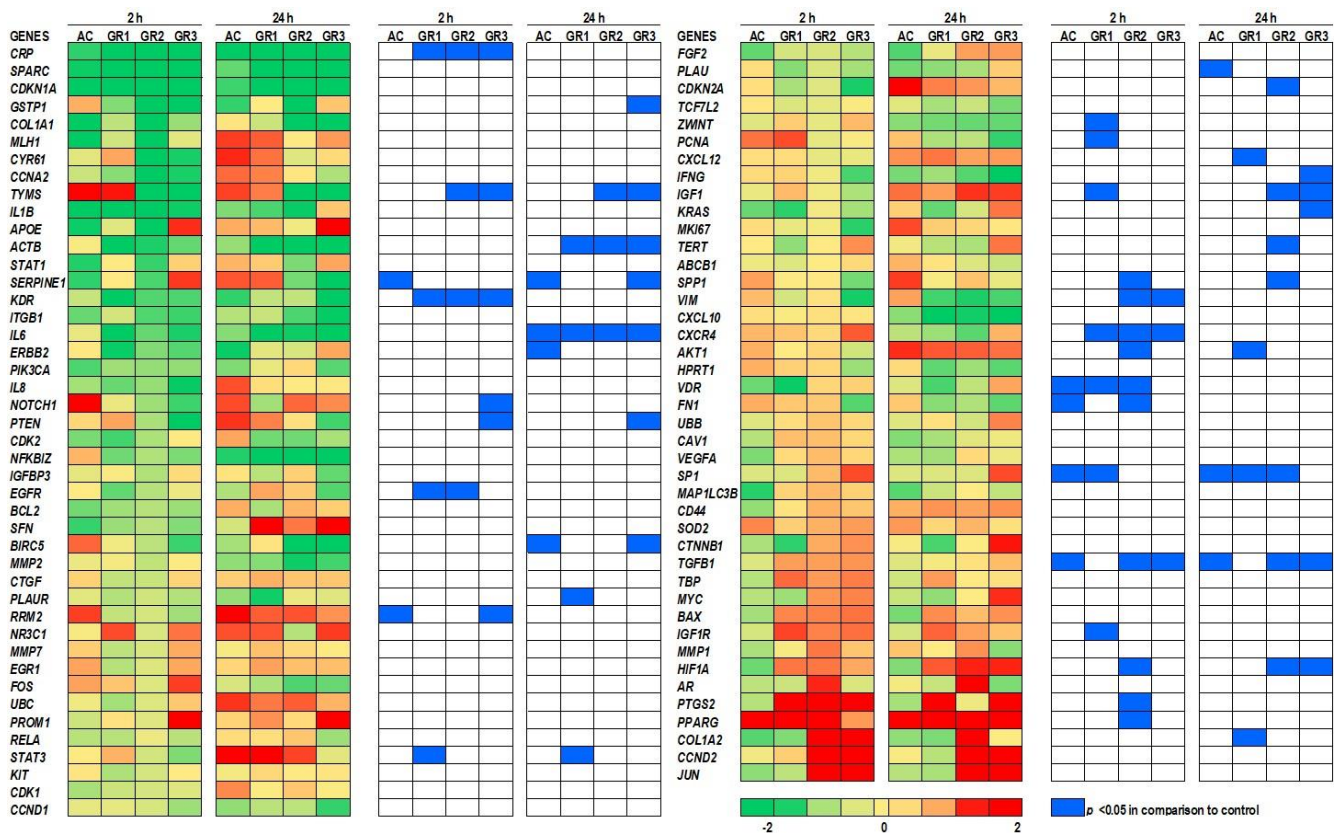 2 h 24 h 2 h 24 h
GENES AC GR1 GR2 GR3 AC GR1 GR2 GR3 AC GR1 GR2 GR3 AC GR1 GR2 GR3
CRP
SPARC
CDKN1A
GSTP1
COL1A1
MLH1
CYR61
CCNA2
TYMS
IL1B
APOE
ACTB
STAT1
SERPINE1
KDR
ITGB1
IL6
ERBB2
PIK3CA
IL8
NOTCH1
PTEN
CDK2
NFKBIZ
IGFBP3
EGFR
BCL2
SFN
BIRC5
MMP2
CTGF
PLAUR
RRM2
NR3C1
MMP7
EGR1
FOS
UBC
PROM1
RELA
STAT3
KIT
CDK1
CCND1
2 h 24 h 2 h 24 h
GENES AC GR1 GR2 GR3 AC GR1 GR2 GR3 AC GR1 GR2 GR3 AC GR1 GR2 GR3
FGF2
PLAU
CDKN2A
TCF7L2
ZWINT
PCNA
CXCL12
IFNG
IGF1
KRAS
MKI67
TERT
ABCB1
SPP1
VIM
CXCL10
CXCR4
AKT1
HPRT1
VDR
FN1
UBB
CAV1
VEGFA
SP1
MAP1LC3B
CD44
SOD2
CTNNB1
TGFB1
TBP
MYC
BAX
IGF1R
MMP1
HIF1A
AR
PTGS2
PPARG
COL1A2
CCND2
JUN
p <0.05 in comparison to control
-2 0 2